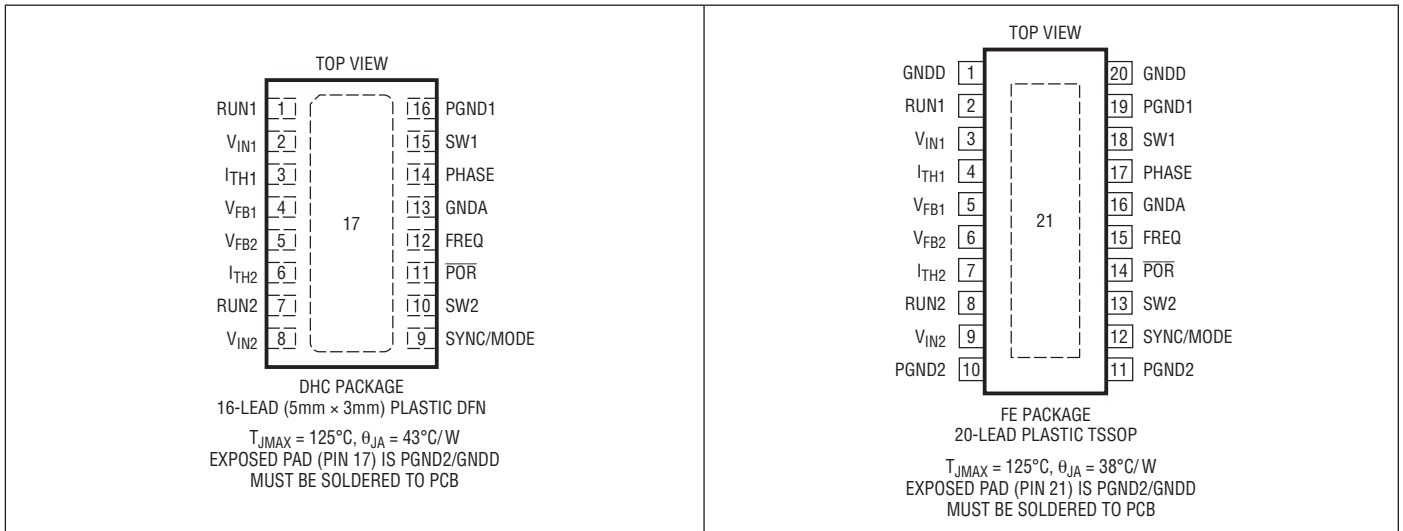 TOP VIEW
RUN1 1
VIN1 2
ITH1 3
VFB1 4
VFB2 5
ITH2 6
RUN2 7
VIN2 8
17
16 PGND1
15 SW1
14 PHASE
13 GNDA
12 FREQ
11 POR
10 SW2
9 SYNC/MODE
DHC PACKAGE
16-LEAD (5mm × 3mm) PLASTIC DFN
TJMAX = 125°C, θJA = 43°C/W
EXPOSED PAD (PIN 17) IS PGND2/GNDD
MUST BE SOLDERED TO PCB
TOP VIEW
GNDD 1
RUN1 2
VIN1 3
ITH1 4
VFB1 5
VFB2 6
ITH2 7
RUN2 8
VIN2 9
PGND2 10
21
20 GNDD
19 PGND1
18 SW1
17 PHASE
16 GNDA
15 FREQ
14 POR
13 SW2
12 SYNC/MODE
11 PGND2
FE PACKAGE
20-LEAD PLASTIC TSSOP
TJMAX = 125°C, θJA = 38°C/W
EXPOSED PAD (PIN 21) IS PGND2/GNDD
MUST BE SOLDERED TO PCB